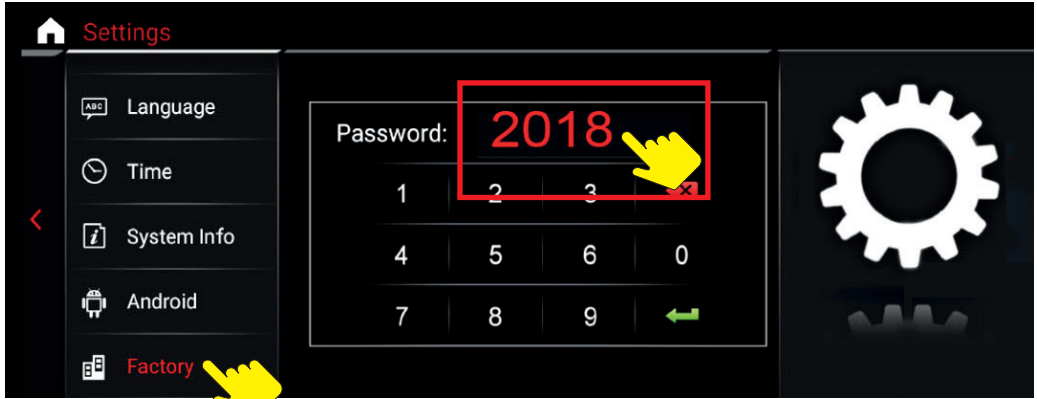 Settings
ABC Language
Time
i System Info
Android
Factory
Password: 2018
1 2 3
4 5 6 0
7 8 9